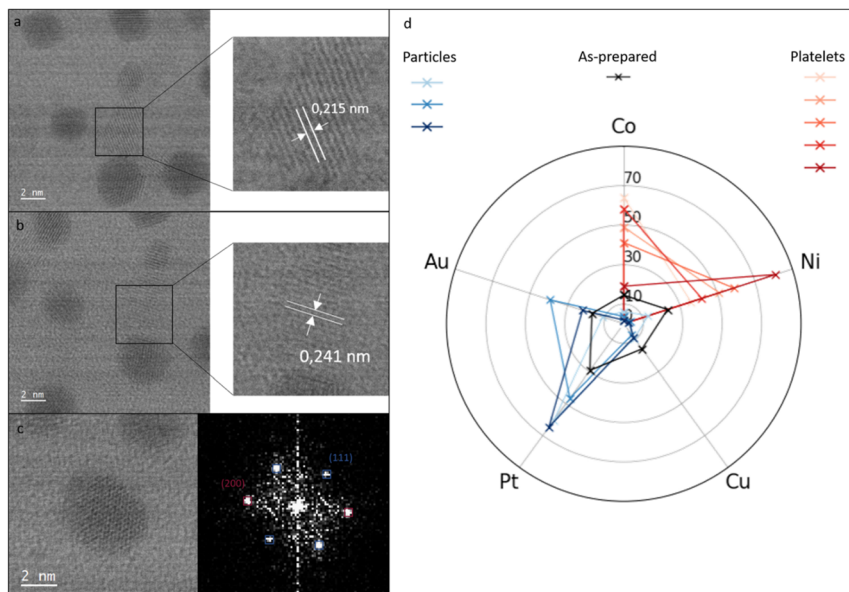 a
0,215 nm
2 nm
b
0,241 nm
2 nm
c
(111)
(200)
2 nm
d
Particles
As-prepared
Platelets
Co
70
50
30
10
0
Au
Ni
Pt
Cu